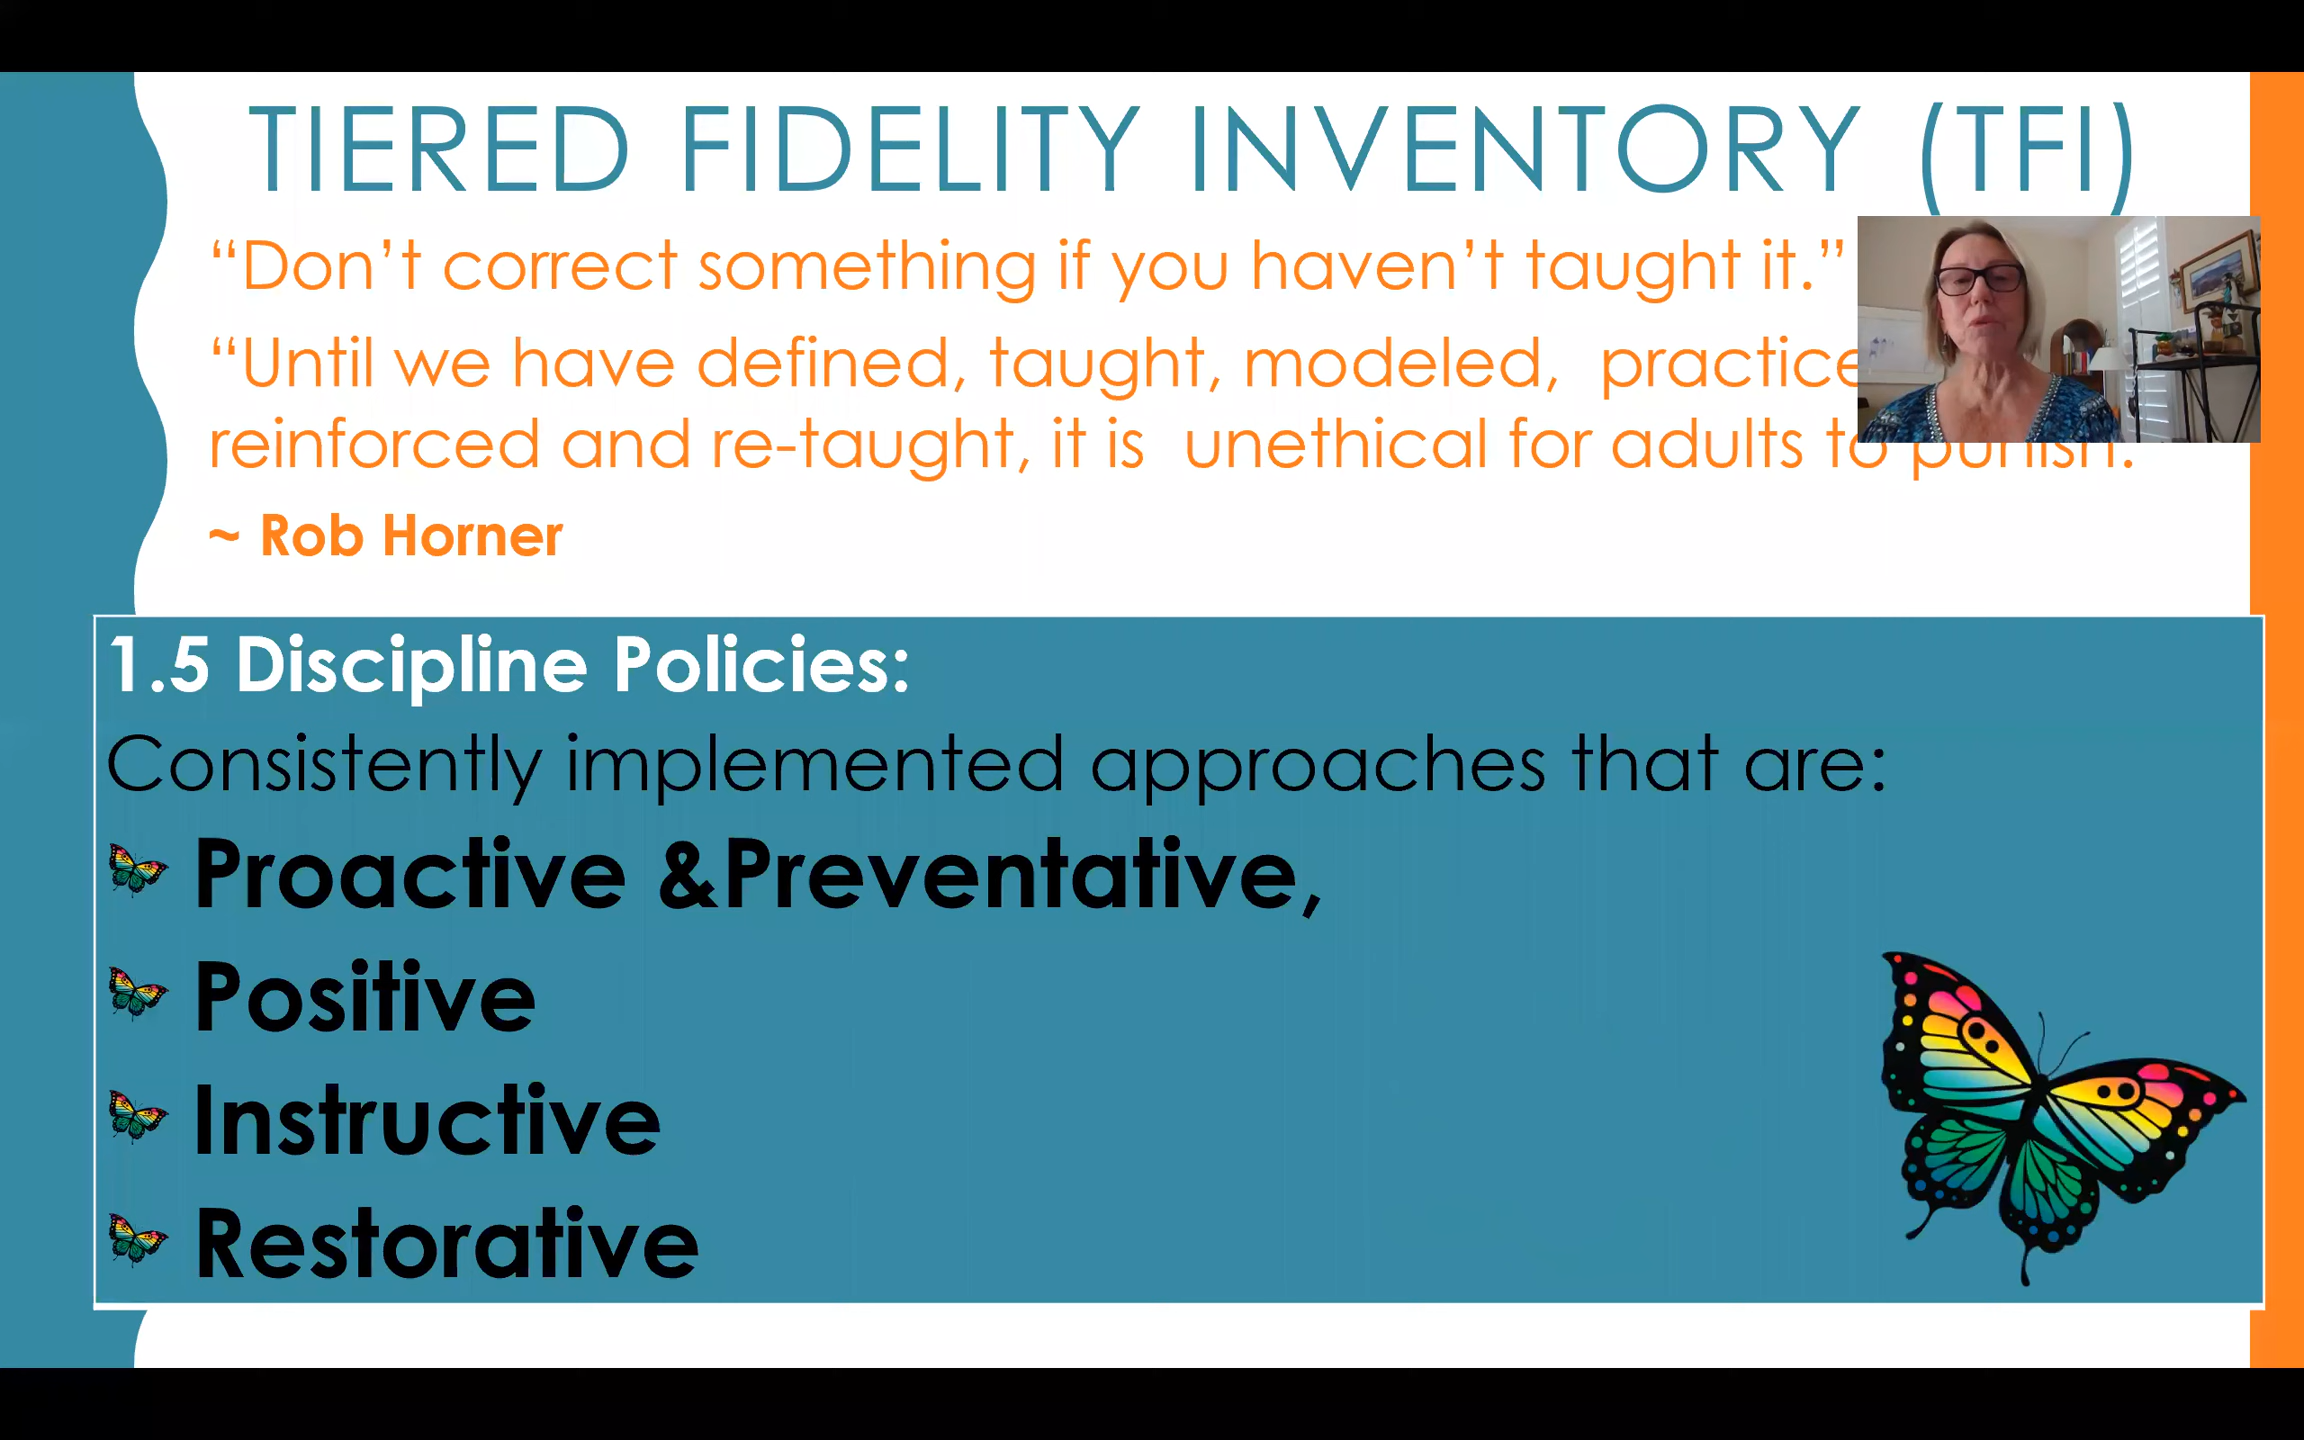 TIERED FIDELITY INVENTORY (TFI)
“Don’t correct something if you haven’t taught it.”
“Until we have defined, taught, modeled, practice
reinforced and re-taught, it is unethical for adults to punish.
~ Rob Horner
1.5 Discipline Policies:
Consistently implemented approaches that are:
Proactive &Preventative,
Positive
Instructive
Restorative